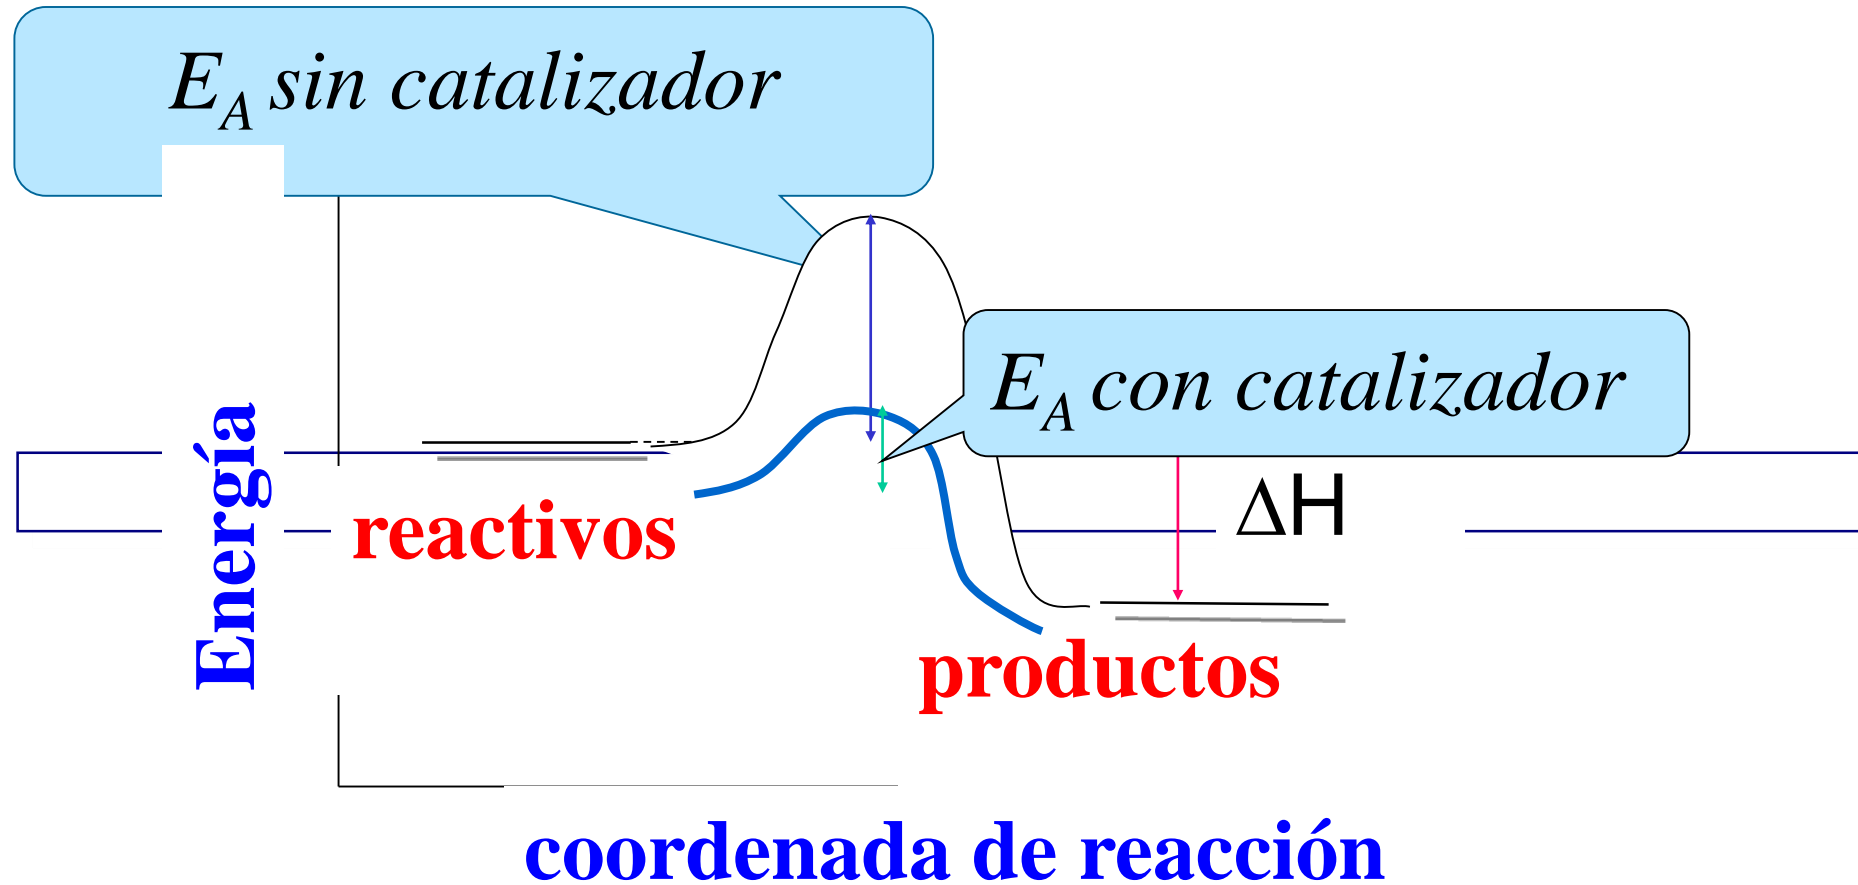 E_A sin catalizador
E_A con catalizador
Energía
reactivos
ΔH
productos
coordenada de reacción